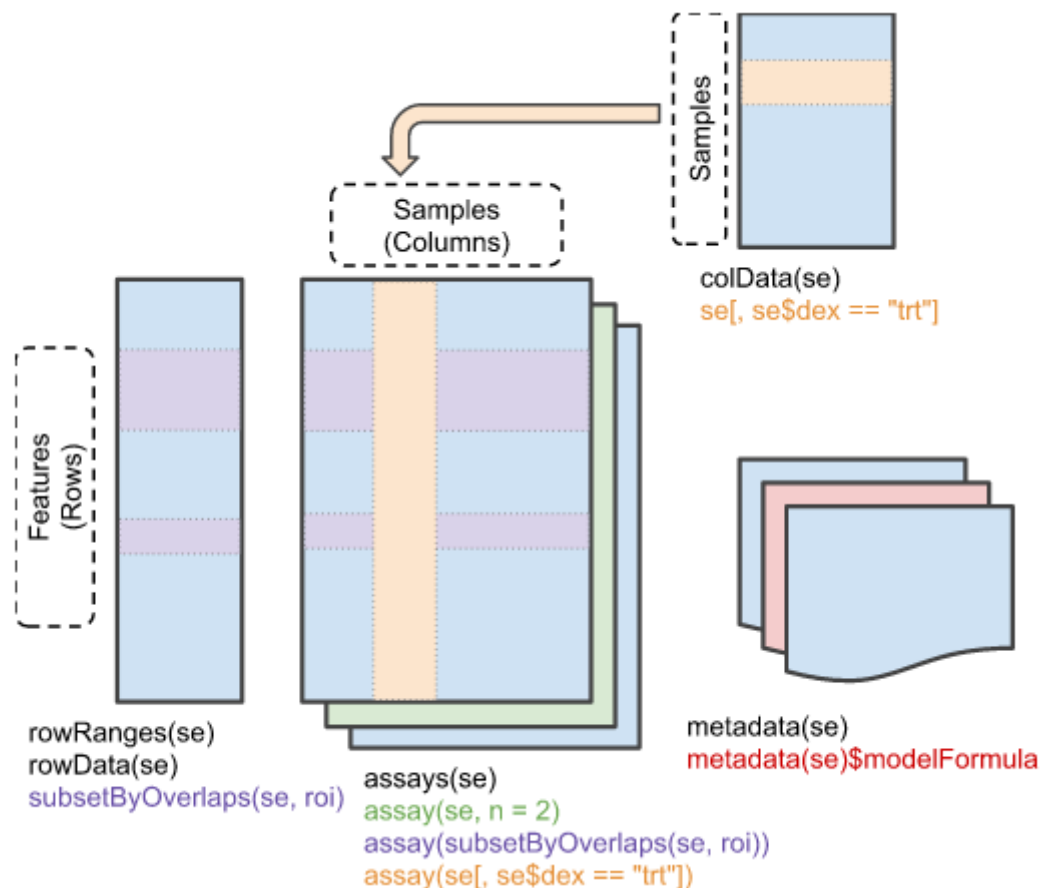 Samples
Samples
(Columns)
colData(se)
se[, se$dex == "trt"]
Features
(Rows)
rowRanges(se)
rowData(se)
subsetByOverlaps(se, roi)
assays(se)
assay(se, n = 2)
assay(subsetByOverlaps(se, roi))
assay(se[, se$dex == "trt"])
metadata(se)
metadata(se)$modelFormula